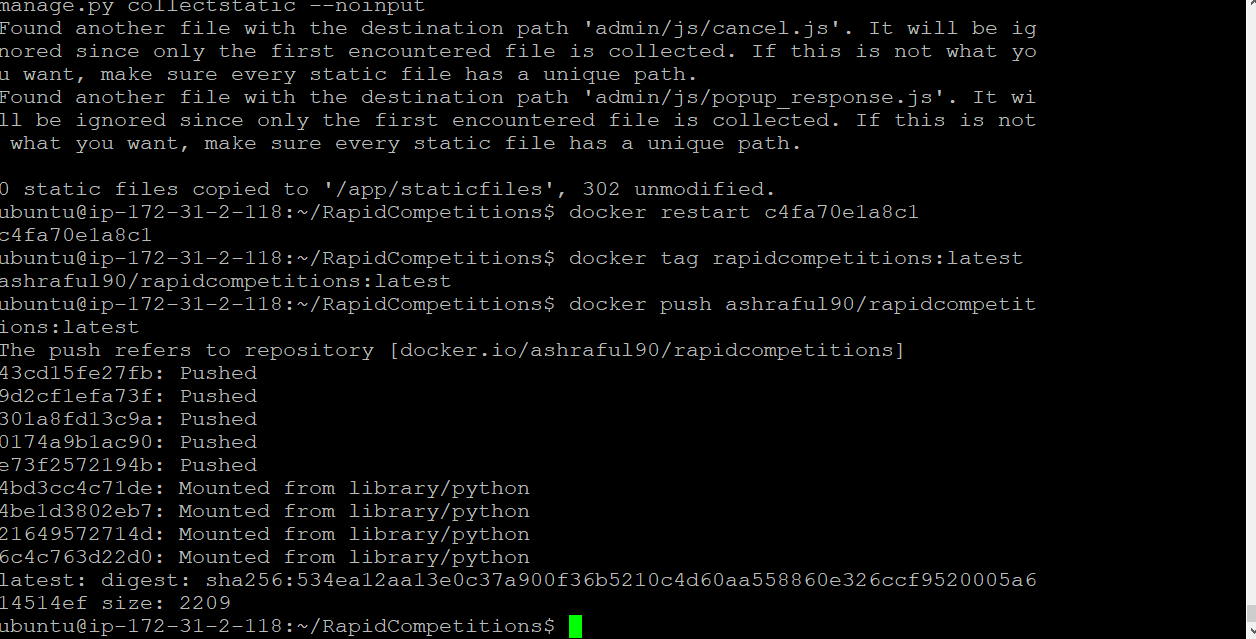 manage.py collectstatic --noinput
Found another file with the destination path 'admin/js/cancel.js'. It will be ig
nored since only the first encountered file is collected. If this is not what yo
u want, make sure every static file has a unique path.
Found another file with the destination path 'admin/js/popup_response.js'. It wi
ll be ignored since only the first encountered file is collected. If this is not
 what you want, make sure every static file has a unique path.
0 static files copied to '/app/staticfiles', 302 unmodified.
ubuntu@ip-172-31-2-118:~/RapidCompetitions$ docker restart c4fa70e1a8c1
c4fa70e1a8c1
ubuntu@ip-172-31-2-118:~/RapidCompetitions$ docker tag rapidcompetitions:latest
ashraful90/rapidcompetitions:latest
ubuntu@ip-172-31-2-118:~/RapidCompetitions$ docker push ashraful90/rapidcompetit
ions:latest
The push refers to repository [docker.io/ashraful90/rapidcompetitions]
43cd15fe27fb: Pushed
9d2cf1efa73f: Pushed
301a8fd13c9a: Pushed
0174a9b1ac90: Pushed
e73f2572194b: Pushed
4bd3cc4c71de: Mounted from library/python
4be1d3802eb7: Mounted from library/python
21649572714d: Mounted from library/python
6c4c763d22d0: Mounted from library/python
latest: digest: sha256:534ea12aa13e0c37a900f36b5210c4d60aa558860e326ccf9520005a6
14514ef size: 2209
ubuntu@ip-172-31-2-118:~/RapidCompetitions$